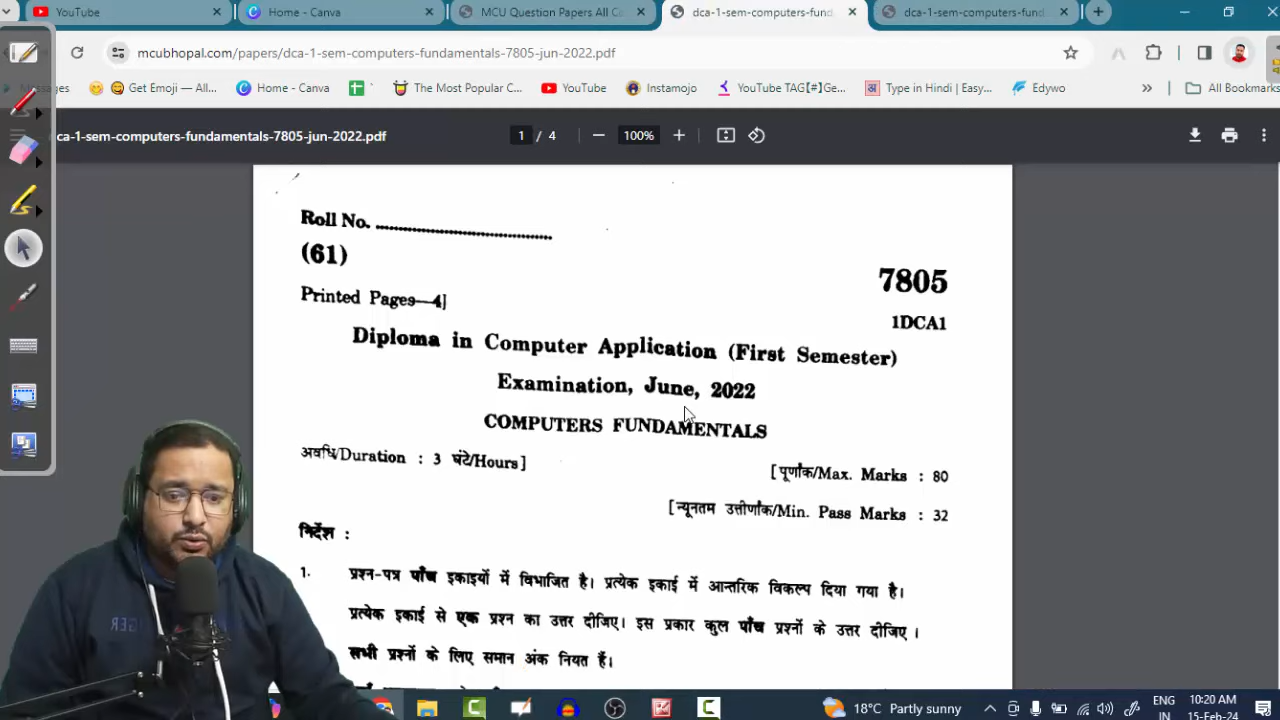 YouTube
Home - Canva
MCU Question Papers All Co
dca-1-sem-computers-fund
dca-1-sem-computers-fund
mcubhopal.com/papers/dca-1-sem-computers-fundamentals-7805-jun-2022.pdf
Messages
Get Emoji — All...
Home - Canva
The Most Popular C...
YouTube
Instamojo
YouTube TAG【#】Ge...
Type in Hindi | Easy...
Edywo
»
All Bookmarks
dca-1-sem-computers-fundamentals-7805-jun-2022.pdf
1 / 4
100%
Roll No. ........................................
(61)
7805
Printed Pages—4]
1DCA1
Diploma in Computer Application (First Semester)
Examination, June, 2022
COMPUTERS FUNDAMENTALS
अवधि/Duration : 3 घंटे/Hours]
[पूर्णांक/Max. Marks : 80
[न्यूनतम उत्तीर्णांक/Min. Pass Marks : 32
निर्देश :
1. प्रश्न-पत्र पाँच इकाइयों में विभाजित है। प्रत्येक इकाई में आन्तरिक विकल्प दिया गया है।
प्रत्येक इकाई से एक प्रश्न का उत्तर दीजिए। इस प्रकार कुल पाँच प्रश्नों के उत्तर दीजिए।
सभी प्रश्नों के लिए समान अंक नियत हैं।
18°C Partly sunny
ENG
IN
10:20 AM
15-Feb-24